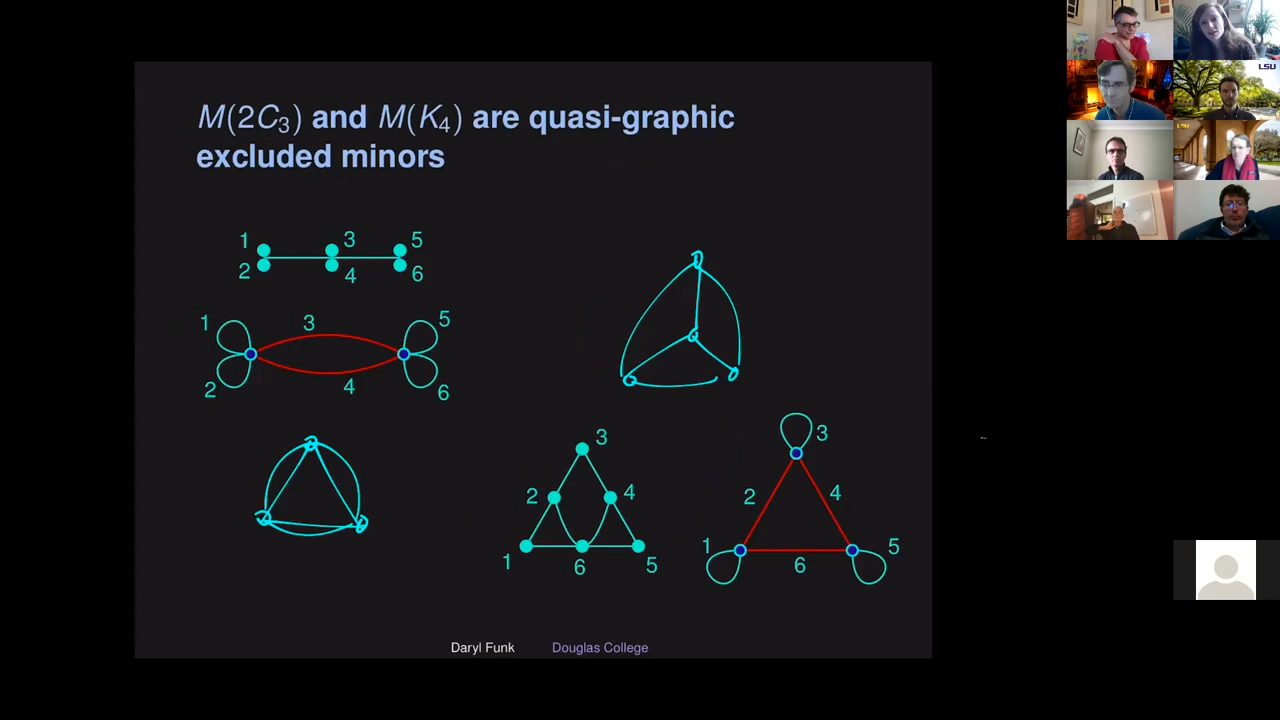 M(2C₃) and M(K₄) are quasi-graphic
excluded minors
1 3 5
2 4 6
1 3 5
2 4 6
3
2 4
1 6 5
3
2 4
1 6 5
Daryl Funk Douglas College
LSU
LSU